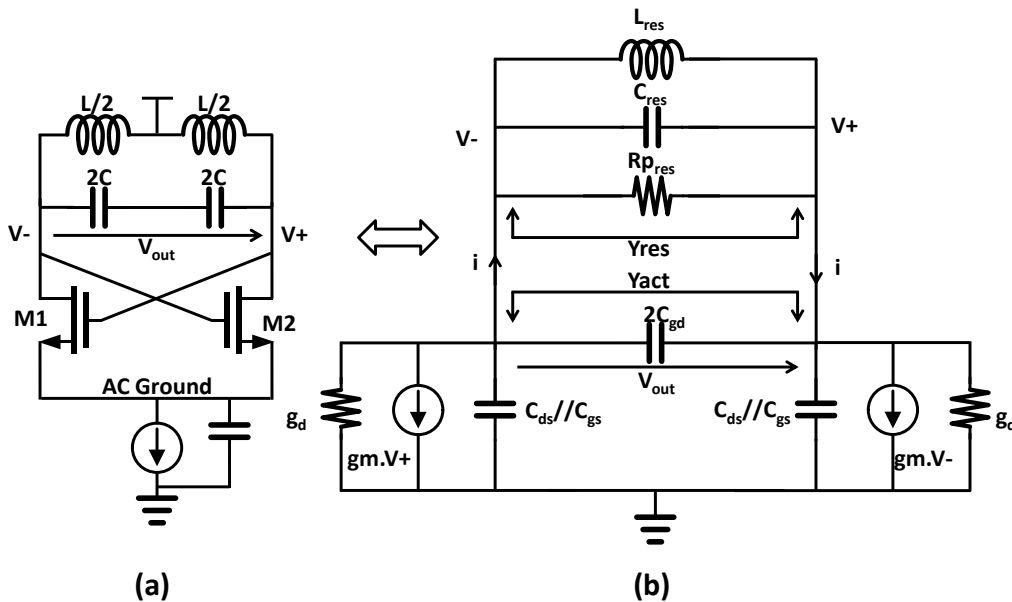 L/2 L/2
2C 2C
V- V+
Vout
M1 M2
AC Ground
(a)
Lres
Cres
V- V+
Rpres
Yres
i i
Yact
2Cgd
Vout
gd
gm.V+
Cds//Cgs
Cds//Cgs
gm.V-
(b)